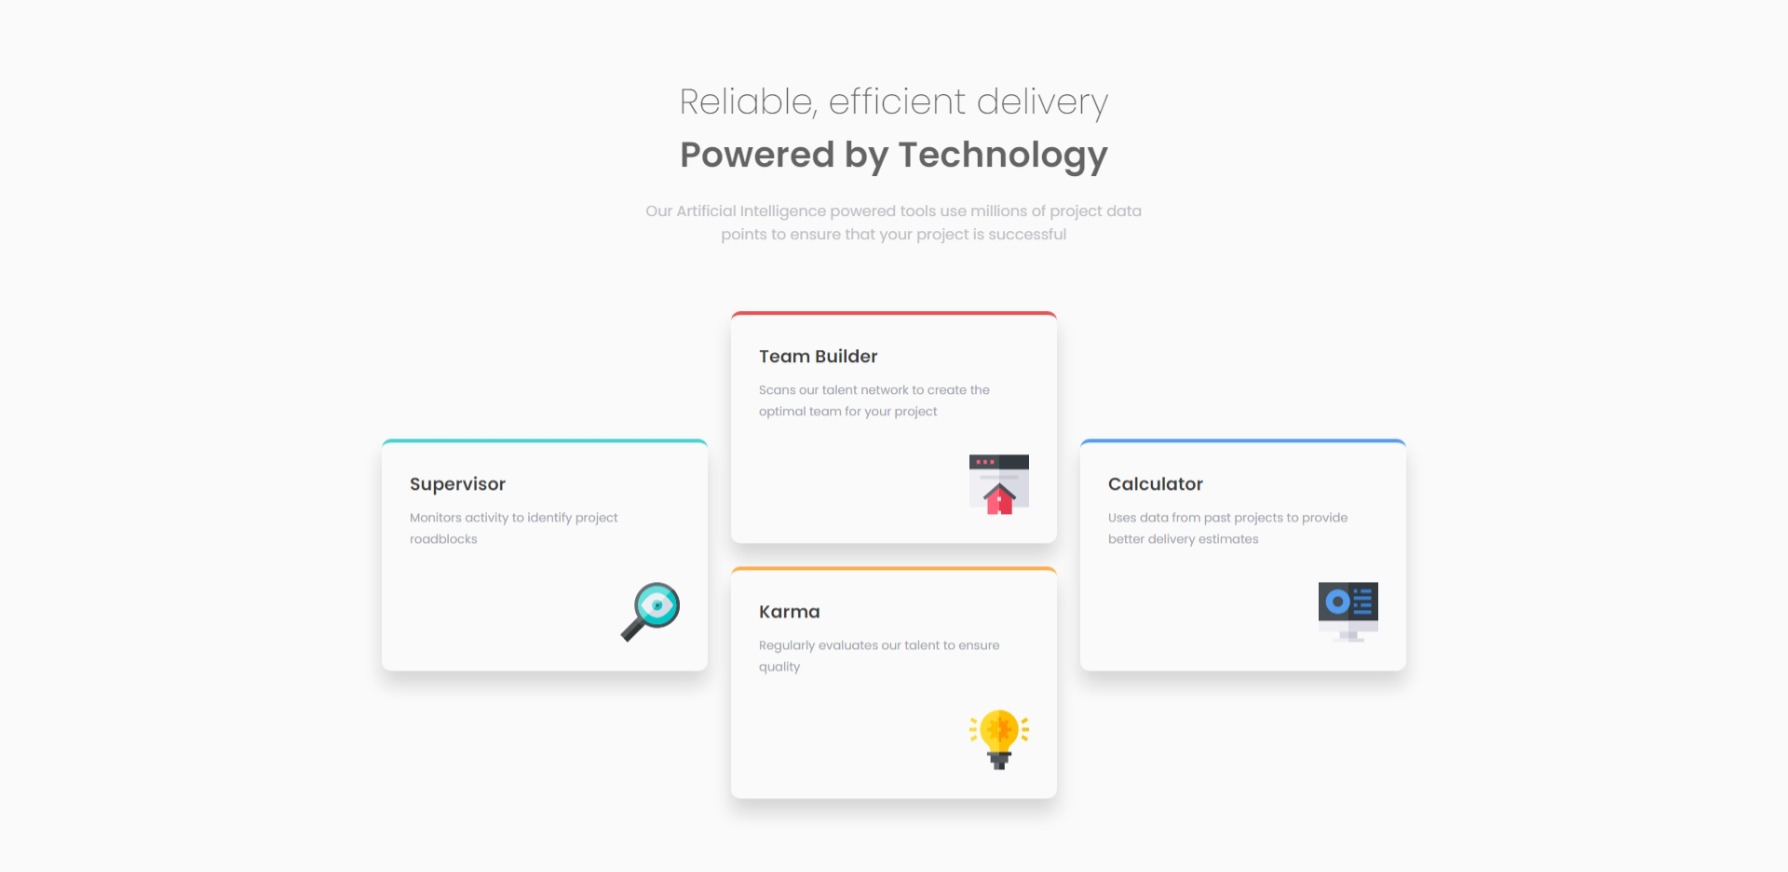 Reliable, efficient delivery
Powered by Technology
Our Artificial Intelligence powered tools use millions of project data
points to ensure that your project is successful
Supervisor
Monitors activity to identify project
roadblocks
Team Builder
Scans our talent network to create the
optimal team for your project
Karma
Regularly evaluates our talent to ensure
quality
Calculator
Uses data from past projects to provide
better delivery estimates